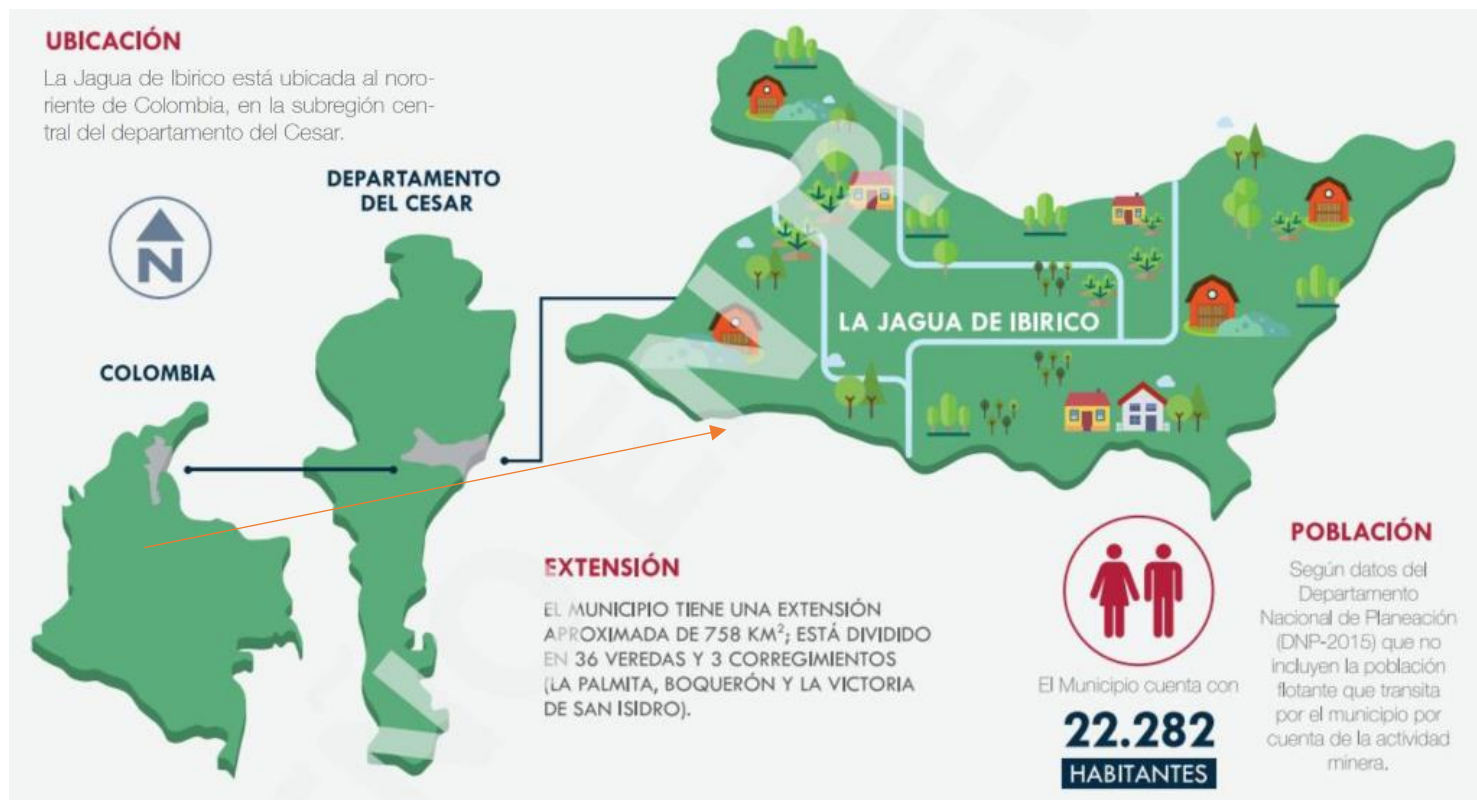 UBICACIÓN
La Jagua de Ibirico está ubicada al noro-
riente de Colombia, en la subregión cen-
tral del departamento del Cesar.
DEPARTAMENTO
DEL CESAR
N
COLOMBIA
LA JAGUA DE IBIRICO
EXTENSIÓN
EL MUNICIPIO TIENE UNA EXTENSIÓN
APROXIMADA DE 758 KM²; ESTÁ DIVIDIDO
EN 36 VEREDAS Y 3 CORREGIMIENTOS
(LA PALMITA, BOQUERÓN Y LA VICTORIA
DE SAN ISIDRO).
El Municipio cuenta con
22.282
HABITANTES
POBLACIÓN
Según datos del
Departamento
Nacional de Planeación
(DNP-2015) que no
incluyen la población
flotante que transita
por el municipio por
cuenta de la actividad
minera.